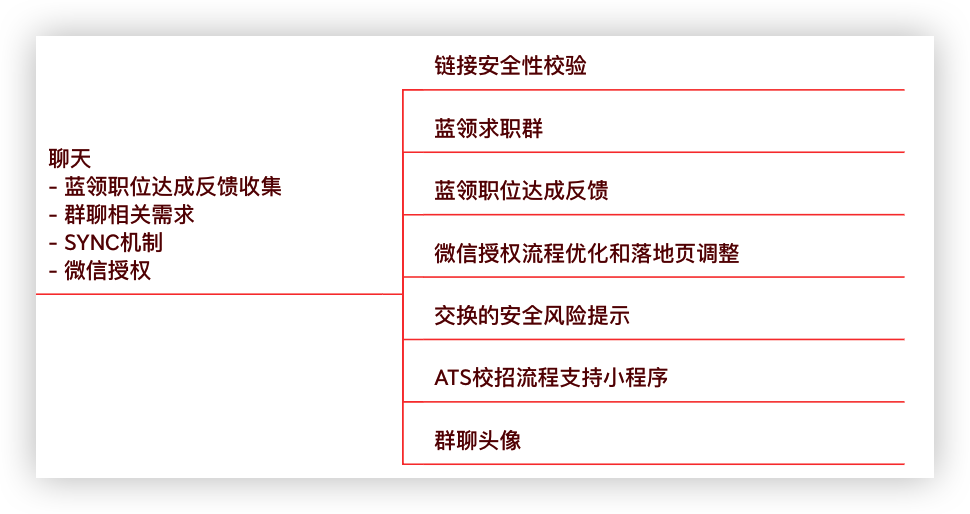 聊天
- 蓝领职位达成反馈收集
- 群聊相关需求
- SYNC机制
- 微信授权
链接安全性校验
蓝领求职群
蓝领职位达成反馈
微信授权流程优化和落地页调整
交换的安全风险提示
ATS校招流程支持小程序
群聊头像